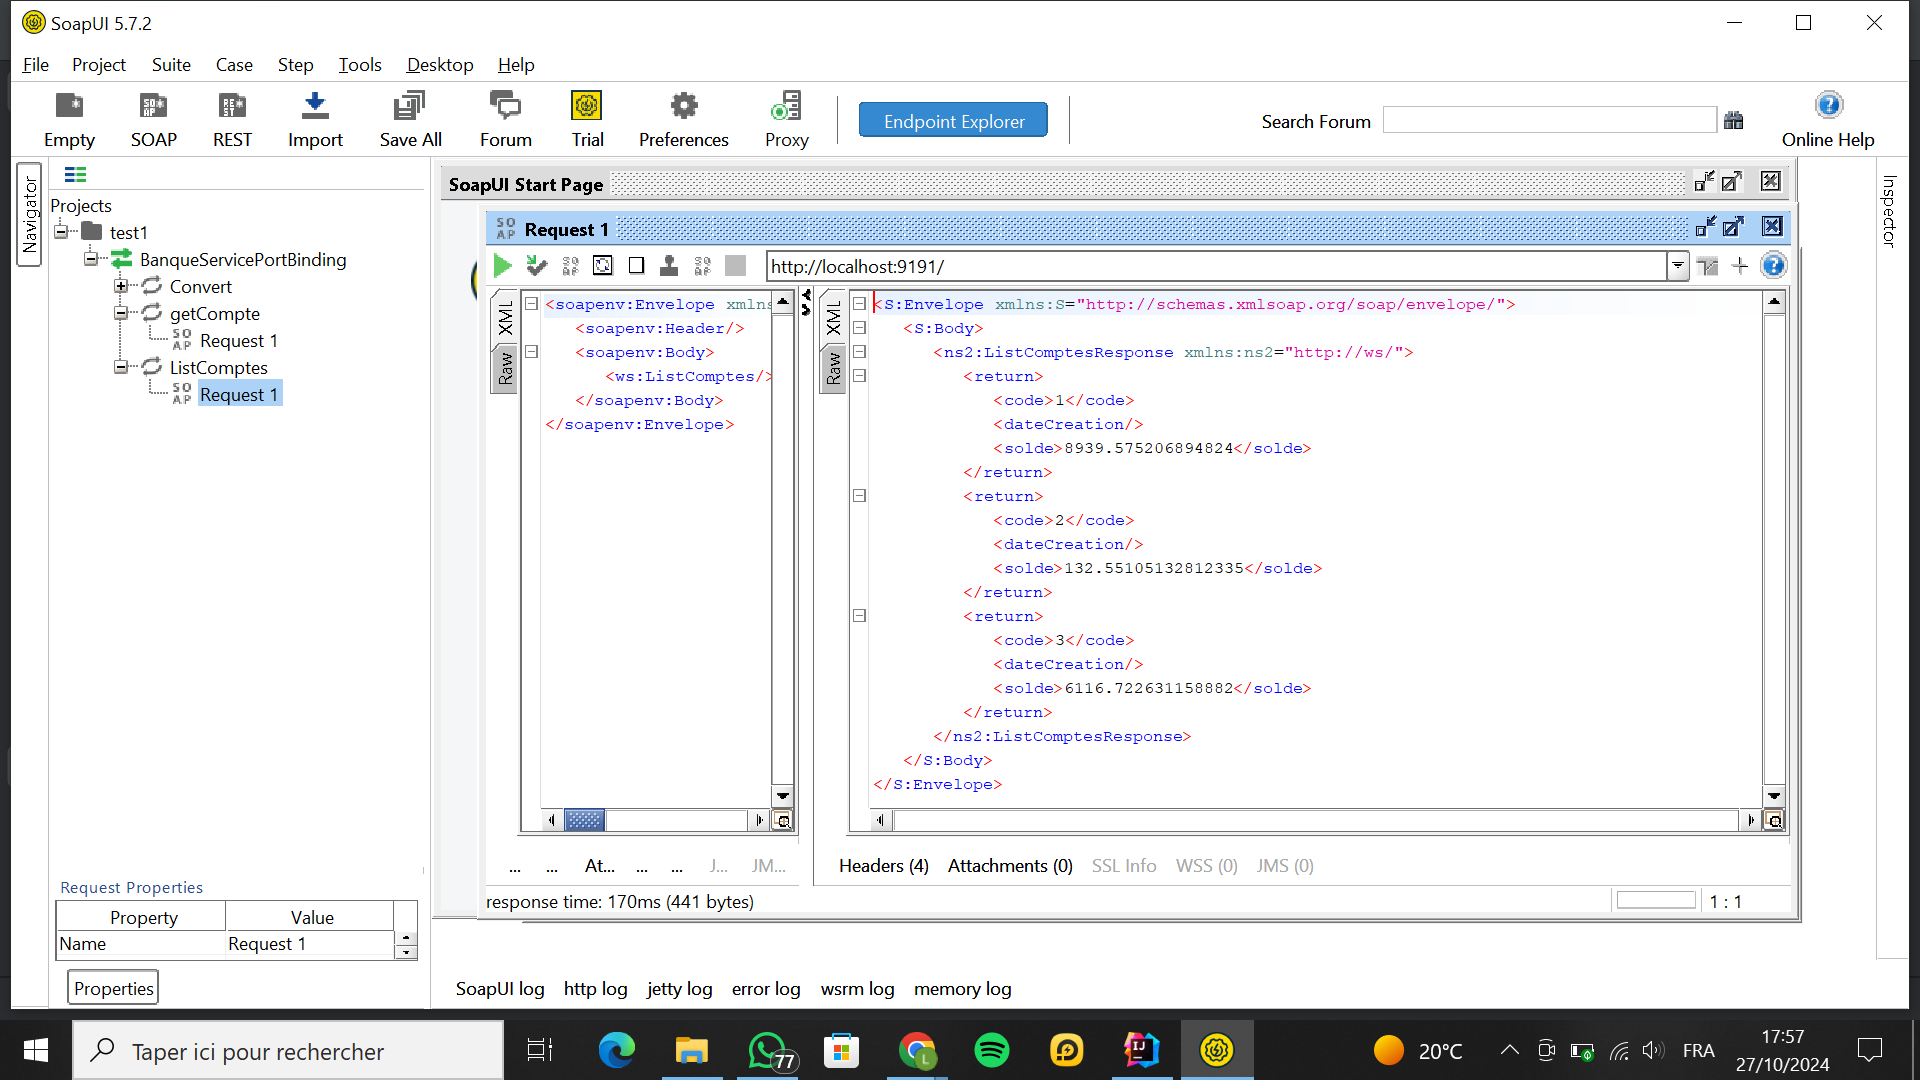 SoapUI 5.7.2
File Project Suite Case Step Tools Desktop Help
Empty SOAP REST Import Save All Forum Trial Preferences Proxy Endpoint Explorer Search Forum Online Help
Navigator
Inspector
Projects
test1
BanqueServicePortBinding
Convert
getCompte
SO AP Request 1
ListComptes
SO AP Request 1
SoapUI Start Page
SO AP Request 1
http://localhost:9191/
XML
Raw
<soapenv:Envelope xmlns
<soapenv:Header/>
<soapenv:Body>
<ws:ListComptes/>
</soapenv:Body>
</soapenv:Envelope>
XML
Raw
<S:Envelope xmlns:S="http://schemas.xmlsoap.org/soap/envelope/">
<S:Body>
<ns2:ListComptesResponse xmlns:ns2="http://ws/">
<return>
<code>1</code>
<dateCreation/>
<solde>8939.575206894824</solde>
</return>
<return>
<code>2</code>
<dateCreation/>
<solde>132.55105132812335</solde>
</return>
<return>
<code>3</code>
<dateCreation/>
<solde>6116.722631158882</solde>
</return>
</ns2:ListComptesResponse>
</S:Body>
</S:Envelope>
... ... At... ... ... J... JM...
Headers (4) Attachments (0) SSL Info WSS (0) JMS (0)
response time: 170ms (441 bytes)
1 : 1
Request Properties
Property Value
Name Request 1
Properties
SoapUI log http log jetty log error log wsrm log memory log
Taper ici pour rechercher
77
L
IJ
20°C
FRA
17:57
27/10/2024